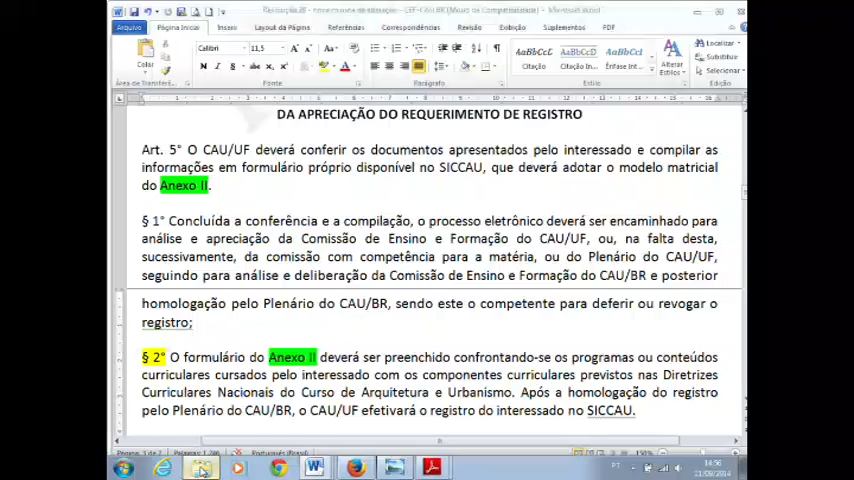 Arquivo Página Inicial Inserir Layout da Página Referências Correspondências Revisão Exibição Suplementos PDF
Calibri 11,5 Localizar
AaBbCcL AaBbCcD AaBbCcI Substituir
Colar N I S Citação Citação In... Ênfase Int... Alterar Estilos Selecionar
Fonte Parágrafo Estilo Edição
DA APRECIAÇÃO DO REQUERIMENTO DE REGISTRO
Art. 5° O CAU/UF deverá conferir os documentos apresentados pelo interessado e compilar as
informações em formulário próprio disponível no SICCAU, que deverá adotar o modelo matricial
do Anexo II.
§ 1° Concluída a conferência e a compilação, o processo eletrônico deverá ser encaminhado para
análise e apreciação da Comissão de Ensino e Formação do CAU/UF, ou, na falta desta,
sucessivamente, da comissão com competência para a matéria, ou do Plenário do CAU/UF,
seguindo para análise e deliberação da Comissão de Ensino e Formação do CAU/BR e posterior
homologação pelo Plenário do CAU/BR, sendo este o competente para deferir ou revogar o
registro;
§ 2° O formulário do Anexo II deverá ser preenchido confrontando-se os programas ou conteúdos
curriculares cursados pelo interessado com os componentes curriculares previstos nas Diretrizes
Curriculares Nacionais do Curso de Arquitetura e Urbanismo. Após a homologação do registro
pelo Plenário do CAU/BR, o CAU/UF efetivará o registro do interessado no SICCAU.
Português (Brasil) 150%
PT 14:56
21/09/2014